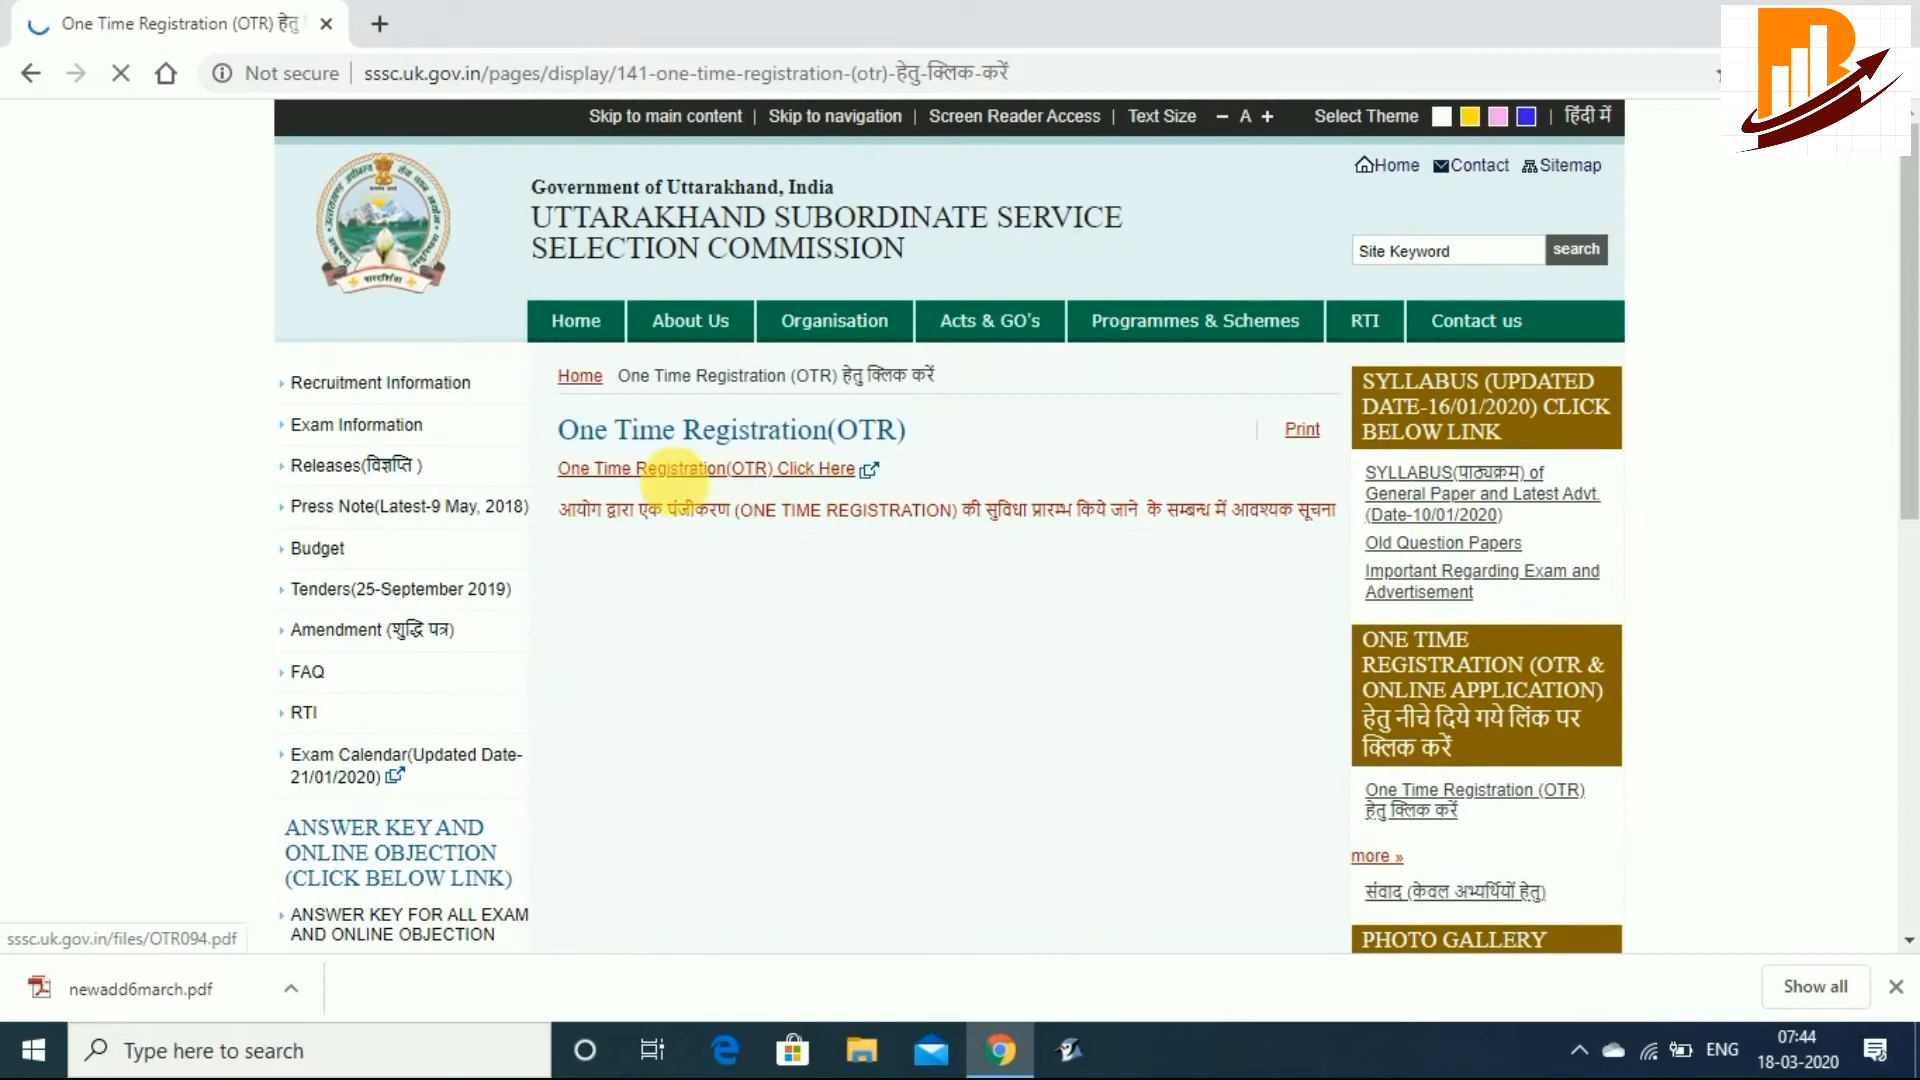 One Time Registration (OTR) हेतु
Not secure | sssc.uk.gov.in/pages/display/141-one-time-registration-(otr)-हेतु-क्लिक-करें
Skip to main content | Skip to navigation | Screen Reader Access | Text Size − A + Select Theme | हिंदी में
Home Contact Sitemap
Government of Uttarakhand, India
UTTARAKHAND SUBORDINATE SERVICE
SELECTION COMMISSION
Site Keyword search
Home About Us Organisation Acts & GO's Programmes & Schemes RTI Contact us
Recruitment Information
Exam Information
Releases(विज्ञप्ति )
Press Note(Latest-9 May, 2018)
Budget
Tenders(25-September 2019)
Amendment (शुद्धि पत्र)
FAQ
RTI
Exam Calendar(Updated Date-
21/01/2020)
ANSWER KEY AND
ONLINE OBJECTION
(CLICK BELOW LINK)
ANSWER KEY FOR ALL EXAM
AND ONLINE OBJECTION
Home One Time Registration (OTR) हेतु क्लिक करें
One Time Registration(OTR)
Print
One Time Registration(OTR) Click Here
आयोग द्वारा एक पंजीकरण (ONE TIME REGISTRATION) की सुविधा प्रारम्भ किये जाने के सम्बन्ध में आवश्यक सूचना
SYLLABUS (UPDATED
DATE-16/01/2020) CLICK
BELOW LINK
SYLLABUS(पाठ्यक्रम) of
General Paper and Latest Advt.
(Date-10/01/2020)
Old Question Papers
Important Regarding Exam and
Advertisement
ONE TIME
REGISTRATION (OTR &
ONLINE APPLICATION)
हेतु नीचे दिये गये लिंक पर
क्लिक करें
One Time Registration (OTR)
हेतु क्लिक करें
more »
संवाद (केवल अभ्यर्थियों हेतु)
PHOTO GALLERY
sssc.uk.gov.in/files/OTR094.pdf
newadd6march.pdf
Show all
Type here to search
ENG
07:44
18-03-2020